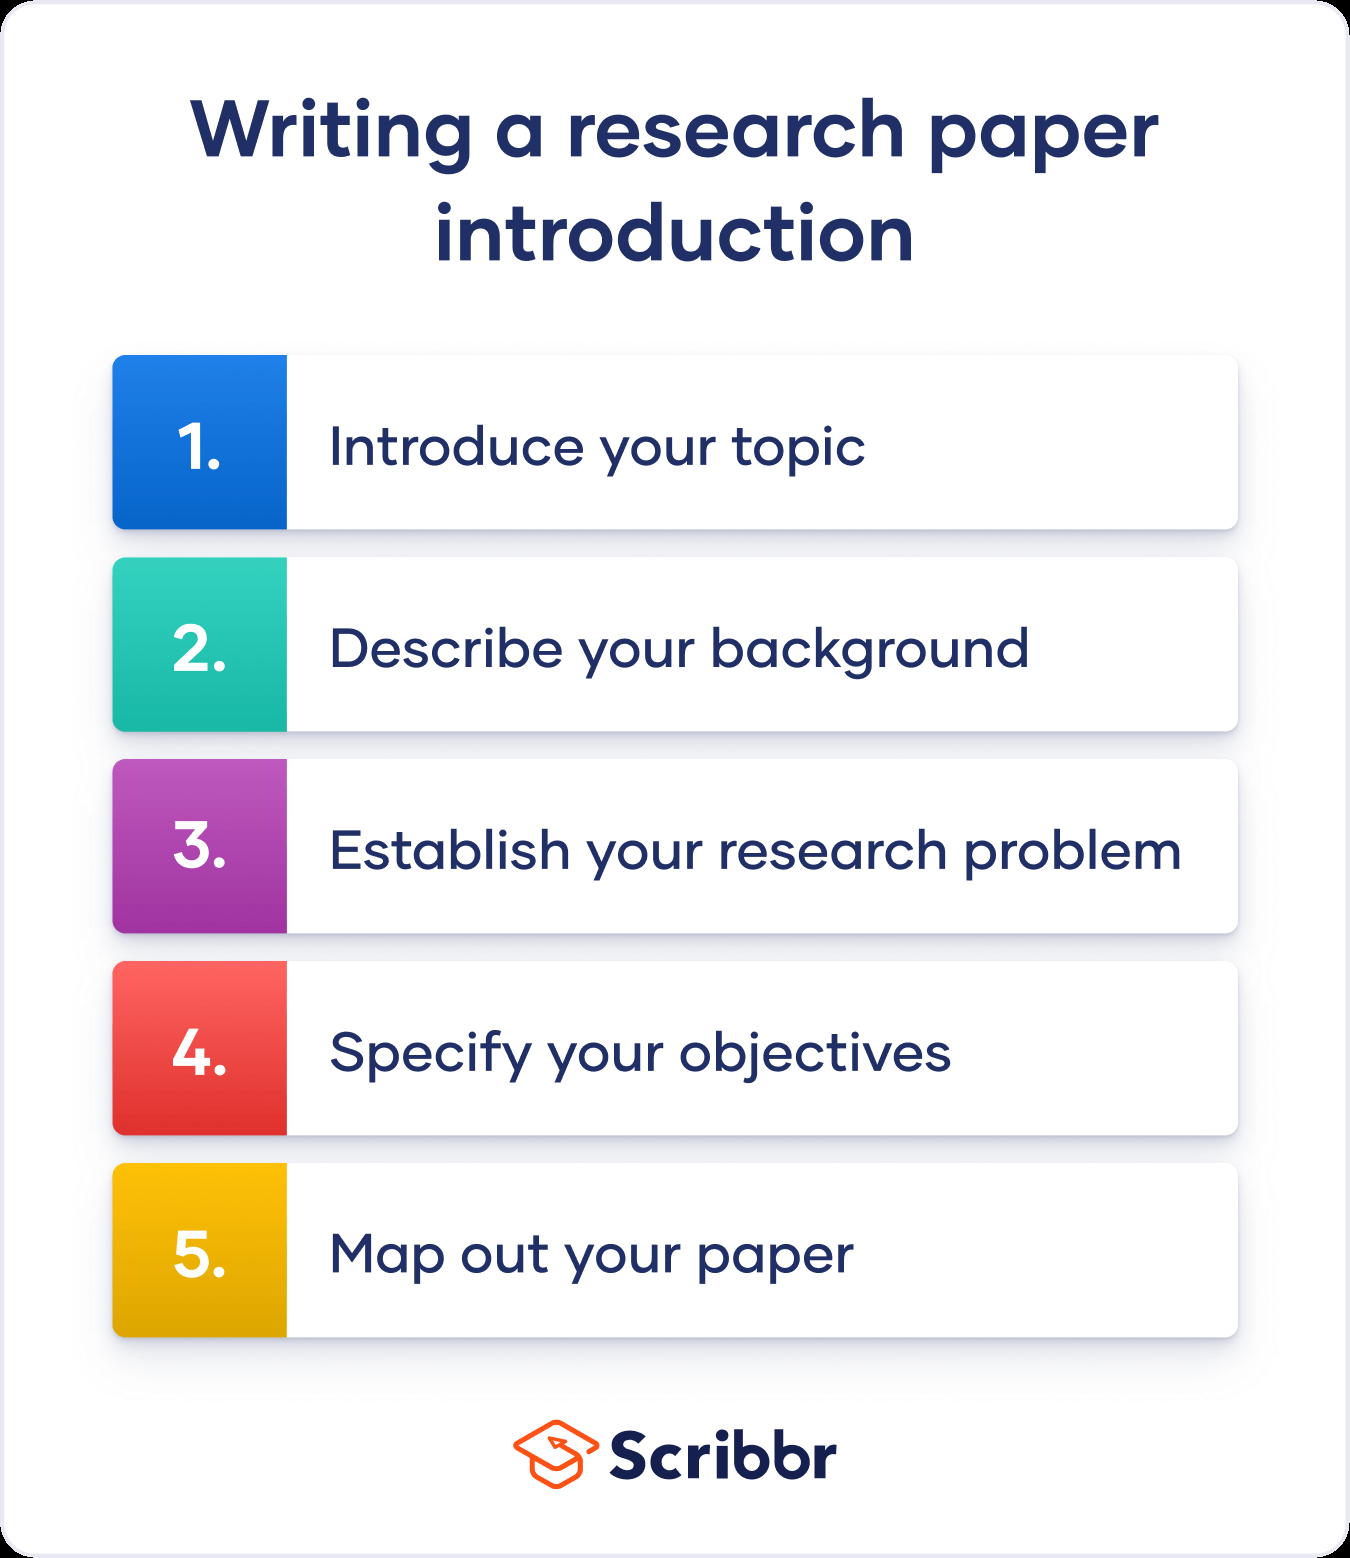 Writing a research paper
introduction
1. Introduce your topic
2. Describe your background
3. Establish your research problem
4. Specify your objectives
5. Map out your paper
Scribbr